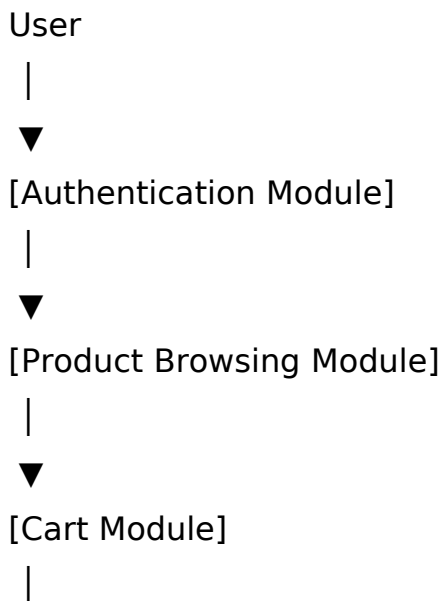 User
│
▼
[Authentication Module]
│
▼
[Product Browsing Module]
│
▼
[Cart Module]
│